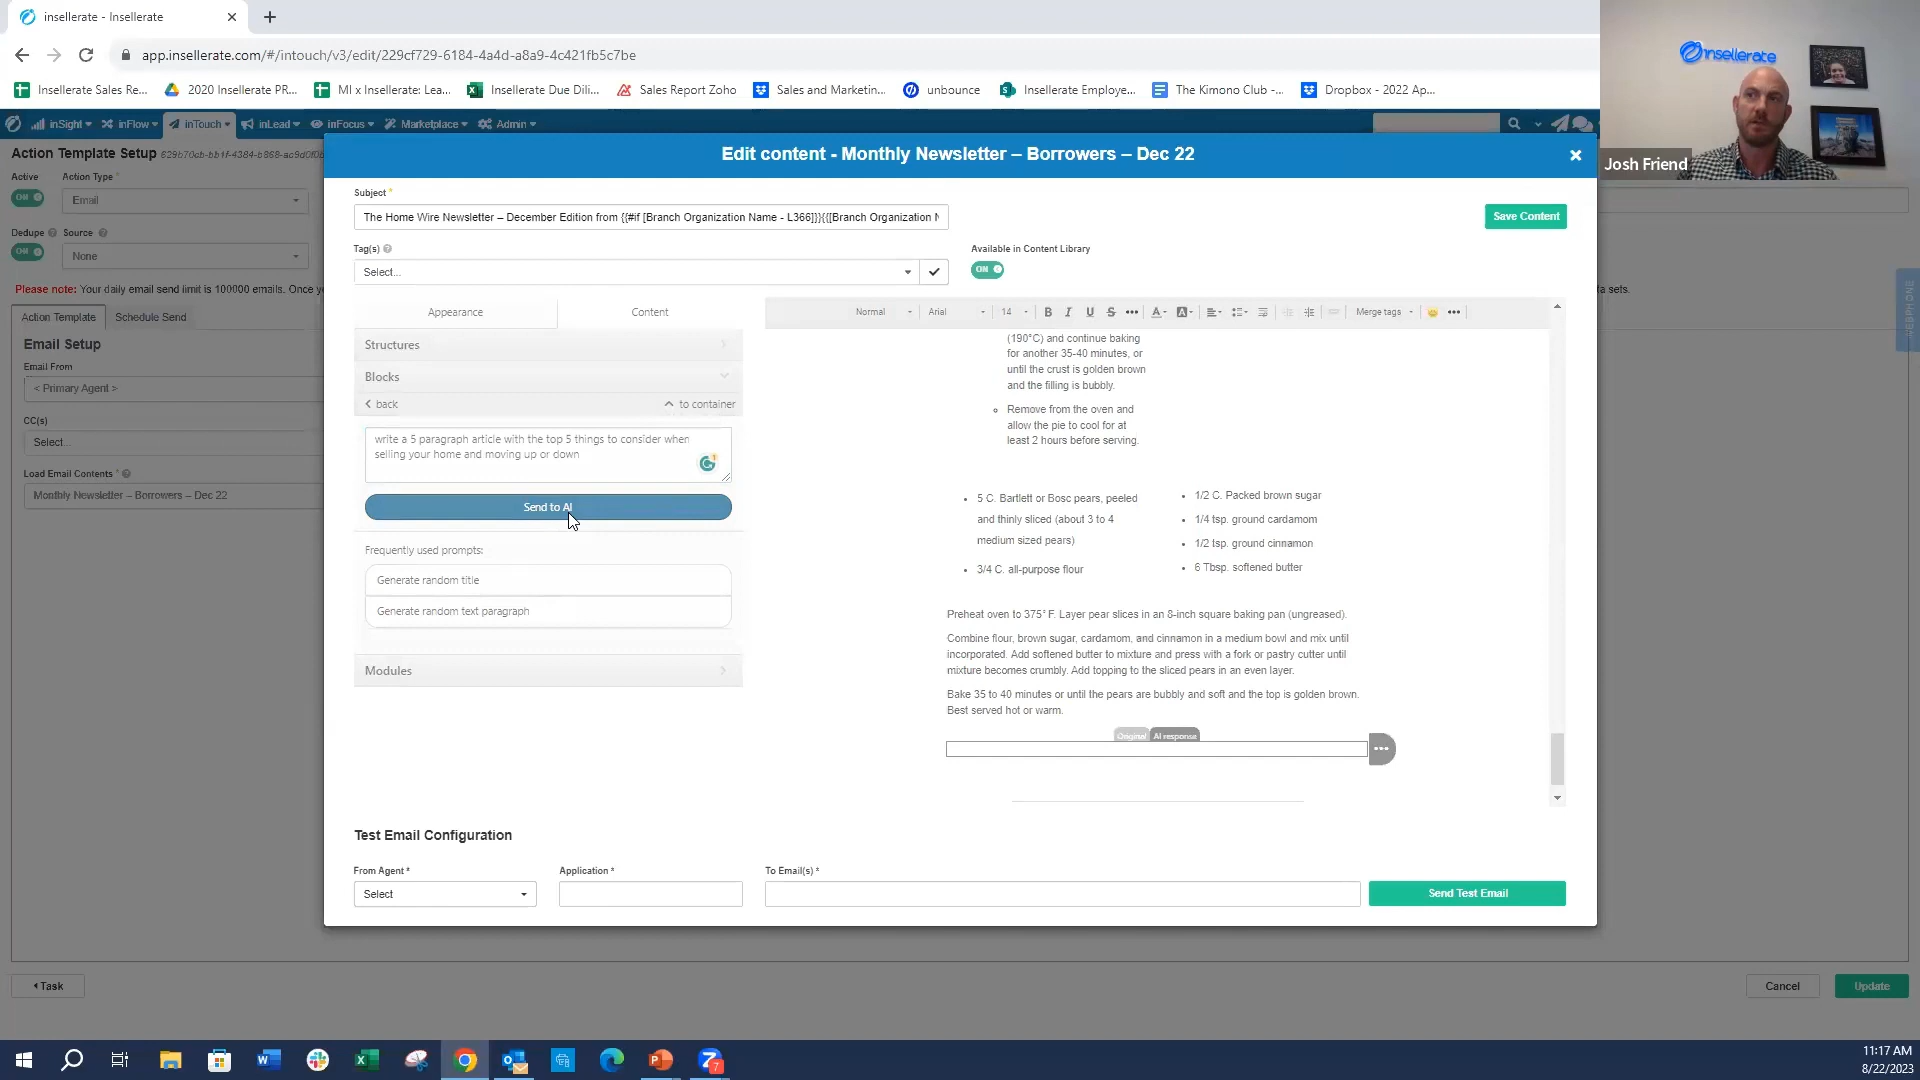 insellerate - Insellerate
app.insellerate.com/#/intouch/v3/edit/229cf729-6184-4a4d-a8a9-4c421fb5c7be
Insellerate Sales Re...
2020 Insellerate PR...
MI x Insellerate: Lea...
Insellerate Due Dili...
Sales Report Zoho
Sales and Marketin...
unbounce
Insellerate Employe...
The Kimono Club -...
Dropbox - 2022 Ap...
insellerate
Josh Friend
inSight
inFlow
inTouch
inLead
inFocus
Marketplace
Admin
Action Template Setup
Edit content - Monthly Newsletter – Borrowers – Dec 22
Active
Action Type *
ON
Email
Dedupe
Source
ON
None
Please note: Your daily email send limit is 100000 emails. Once y
ta sets.
Action Template
Schedule Send
Email Setup
Email From
< Primary Agent >
CC(s)
Select...
Load Email Contents *
Monthly Newsletter – Borrowers – Dec 22
Subject *
The Home Wire Newsletter – December Edition from {{#if [Branch Organization Name - L366]}}{{[Branch Organization N
Save Content
Tag(s)
Available in Content Library
Select...
ON
Appearance
Content
Structures
Blocks
back
to container
write a 5 paragraph article with the top 5 things to consider when
selling your home and moving up or down
Send to AI
Frequently used prompts:
Generate random title
Generate random text paragraph
Modules
Normal
Arial
14
B I U S
Merge tags
(190°C) and continue baking
for another 35-40 minutes, or
until the crust is golden brown
and the filling is bubbly.
Remove from the oven and
allow the pie to cool for at
least 2 hours before serving.
5 C. Bartlett or Bosc pears, peeled
and thinly sliced (about 3 to 4
medium sized pears)
3/4 C. all-purpose flour
1/2 C. Packed brown sugar
1/4 tsp. ground cardamom
1/2 tsp. ground cinnamon
6 Tbsp. softened butter
Preheat oven to 375° F. Layer pear slices in an 8-inch square baking pan (ungreased).
Combine flour, brown sugar, cardamom, and cinnamon in a medium bowl and mix until
incorporated. Add softened butter to mixture and press with a fork or pastry cutter until
mixture becomes crumbly. Add topping to the sliced pears in an even layer.
Bake 35 to 40 minutes or until the pears are bubbly and soft and the top is golden brown.
Best served hot or warm.
Original
AI response
Test Email Configuration
From Agent *
Application *
To Email(s) *
Select
Send Test Email
Task
Cancel
Update
11:17 AM
8/22/2023